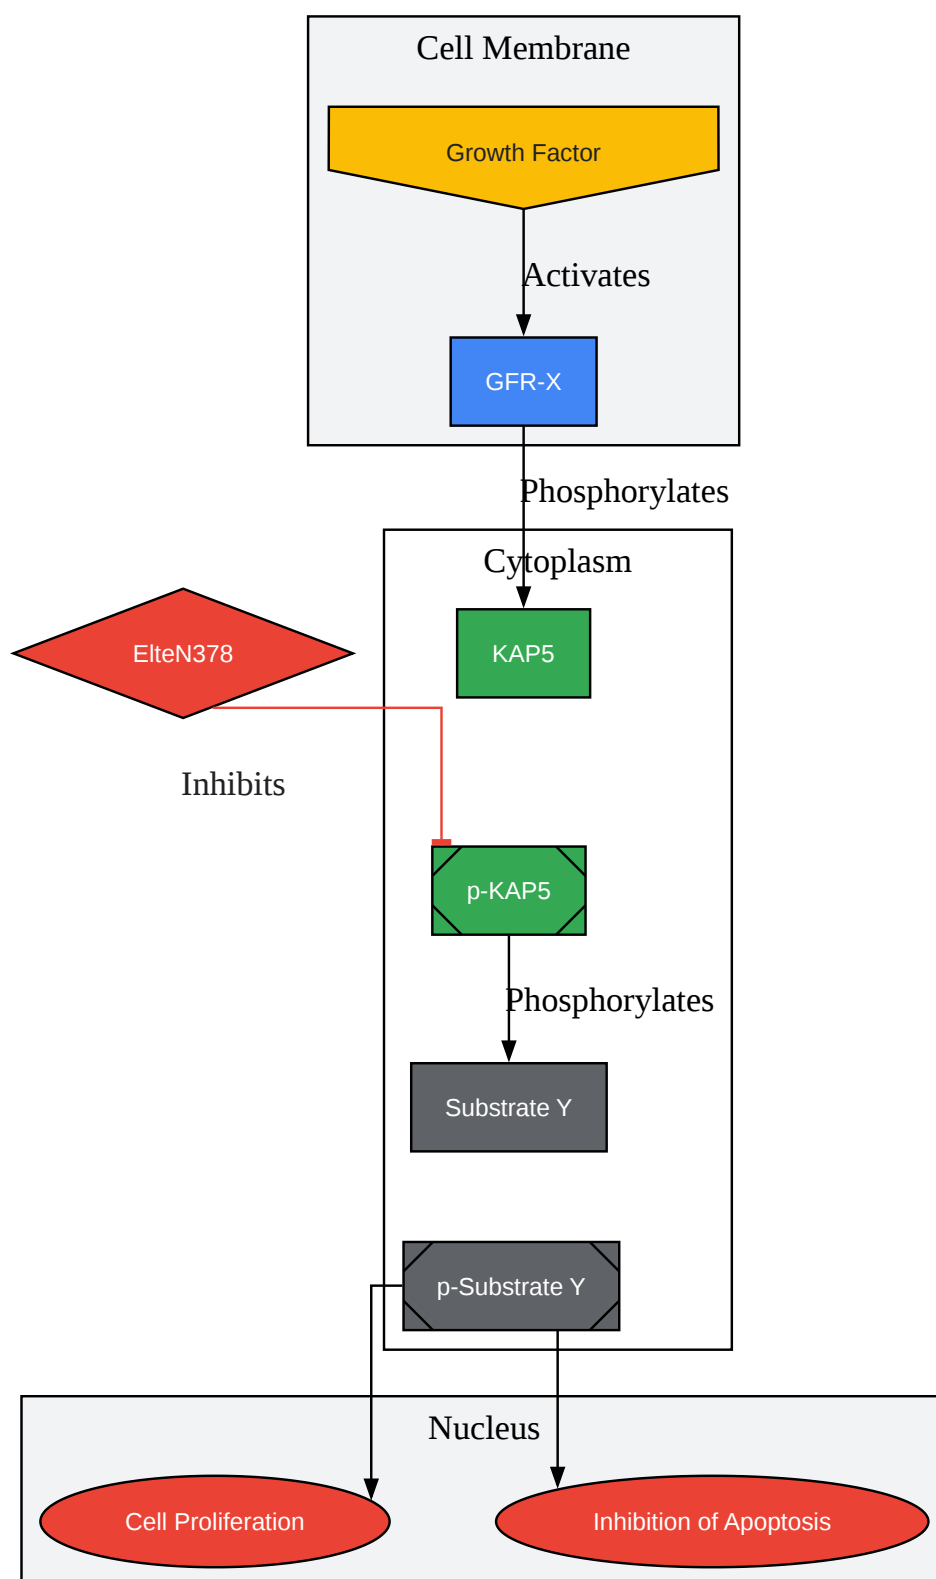 Cell Membrane
Growth Factor
Activates
GFR-X
Phosphorylates
Cytoplasm
ElteN378
KAP5
Inhibits
p-KAP5
Phosphorylates
Substrate Y
p-Substrate Y
Nucleus
Cell Proliferation
Inhibition of Apoptosis